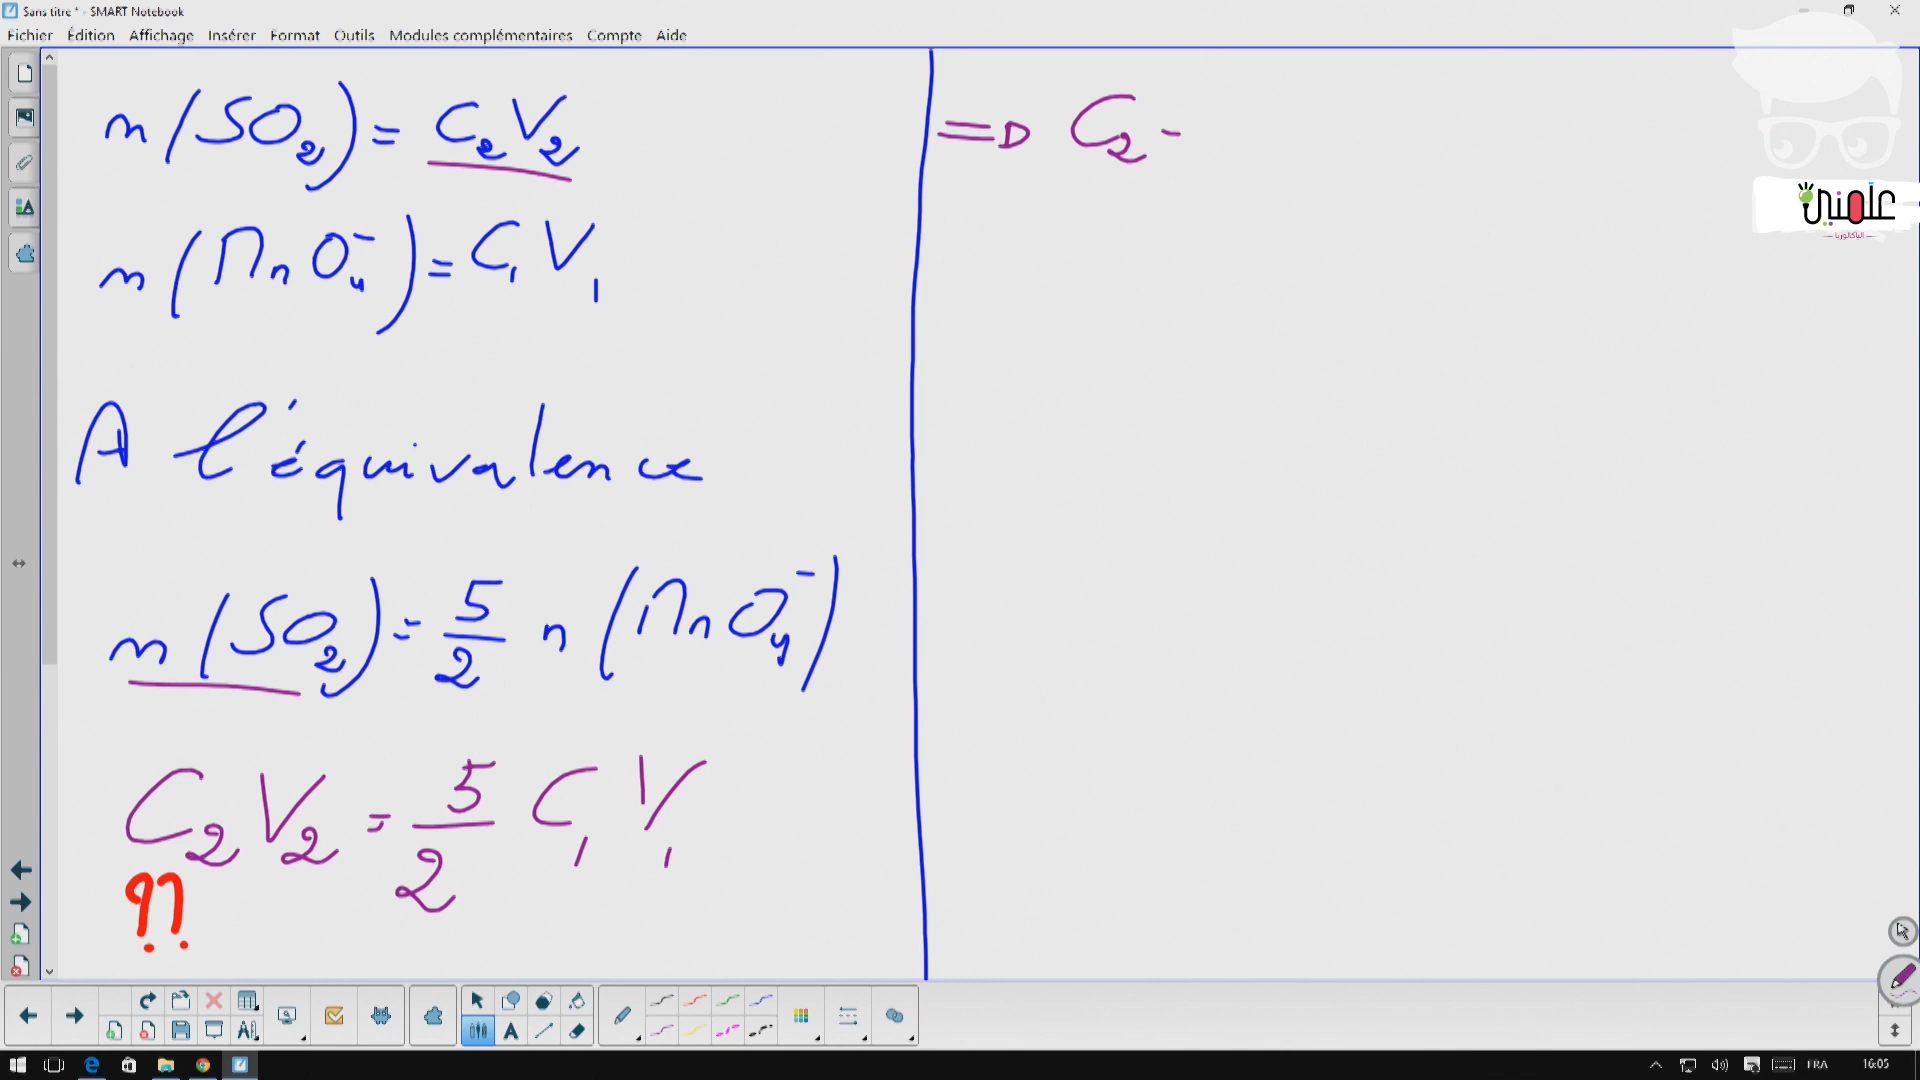 Sans titre * - SMART Notebook
Fichier Édition Affichage Insérer Format Outils Modules complémentaires Compte Aide
n(SO₂) = C₂V₂
n(MnO₄⁻) = C₁V₁
A l'équivalence
n(SO₂) = 5/2 n(MnO₄⁻)
C₂V₂ = 5/2 C₁V₁
??
=> C₂ -
علمني
الباكالوريا
FRA
16:05